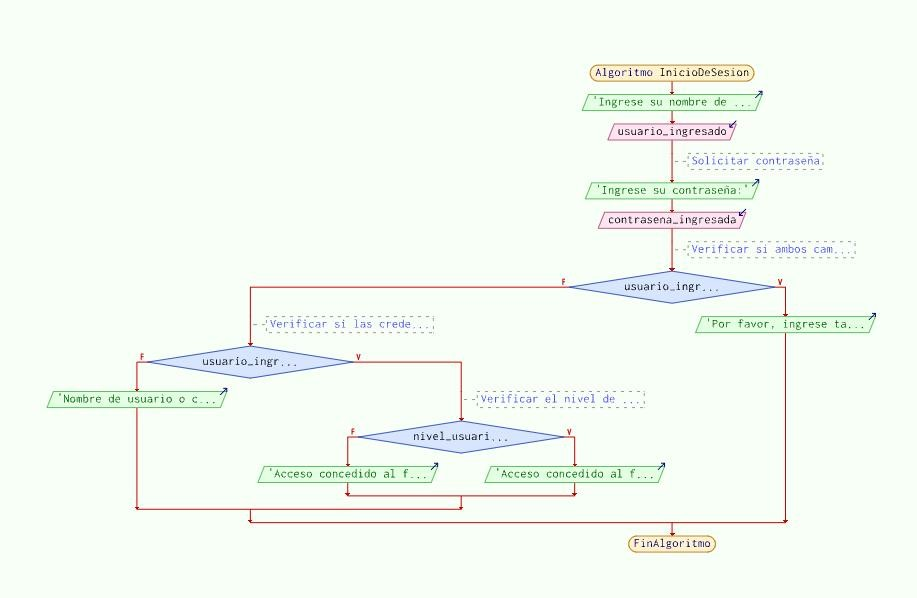 Algoritmo InicioDeSesion
'Ingrese su nombre de ...
usuario_ingresado
Solicitar contraseña
'Ingrese su contraseña:'
contrasena_ingresada
Verificar si ambos cam...
F
usuario_ingr...
V
Verificar si las crede...
'Por favor, ingrese ta...
F
usuario_ingr...
V
'Nombre de usuario o c...
Verificar el nivel de ...
F
nivel_usuari...
V
'Acceso concedido al f...
'Acceso concedido al f...
FinAlgoritmo